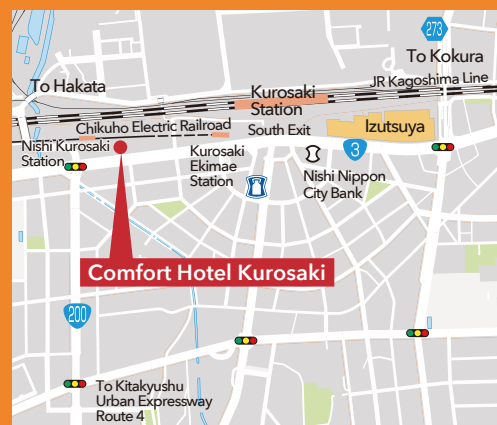 273
To Kokura
To Hakata
JR Kagoshima Line
Kurosaki
Station
Chikuho Electric Railroad
South Exit
Izutsuya
Nishi Kurosaki
Station
Kurosaki
Ekimae
Station
3
Nishi Nippon
City Bank
Comfort Hotel Kurosaki
200
To Kitakyushu
Urban Expressway
Route 4